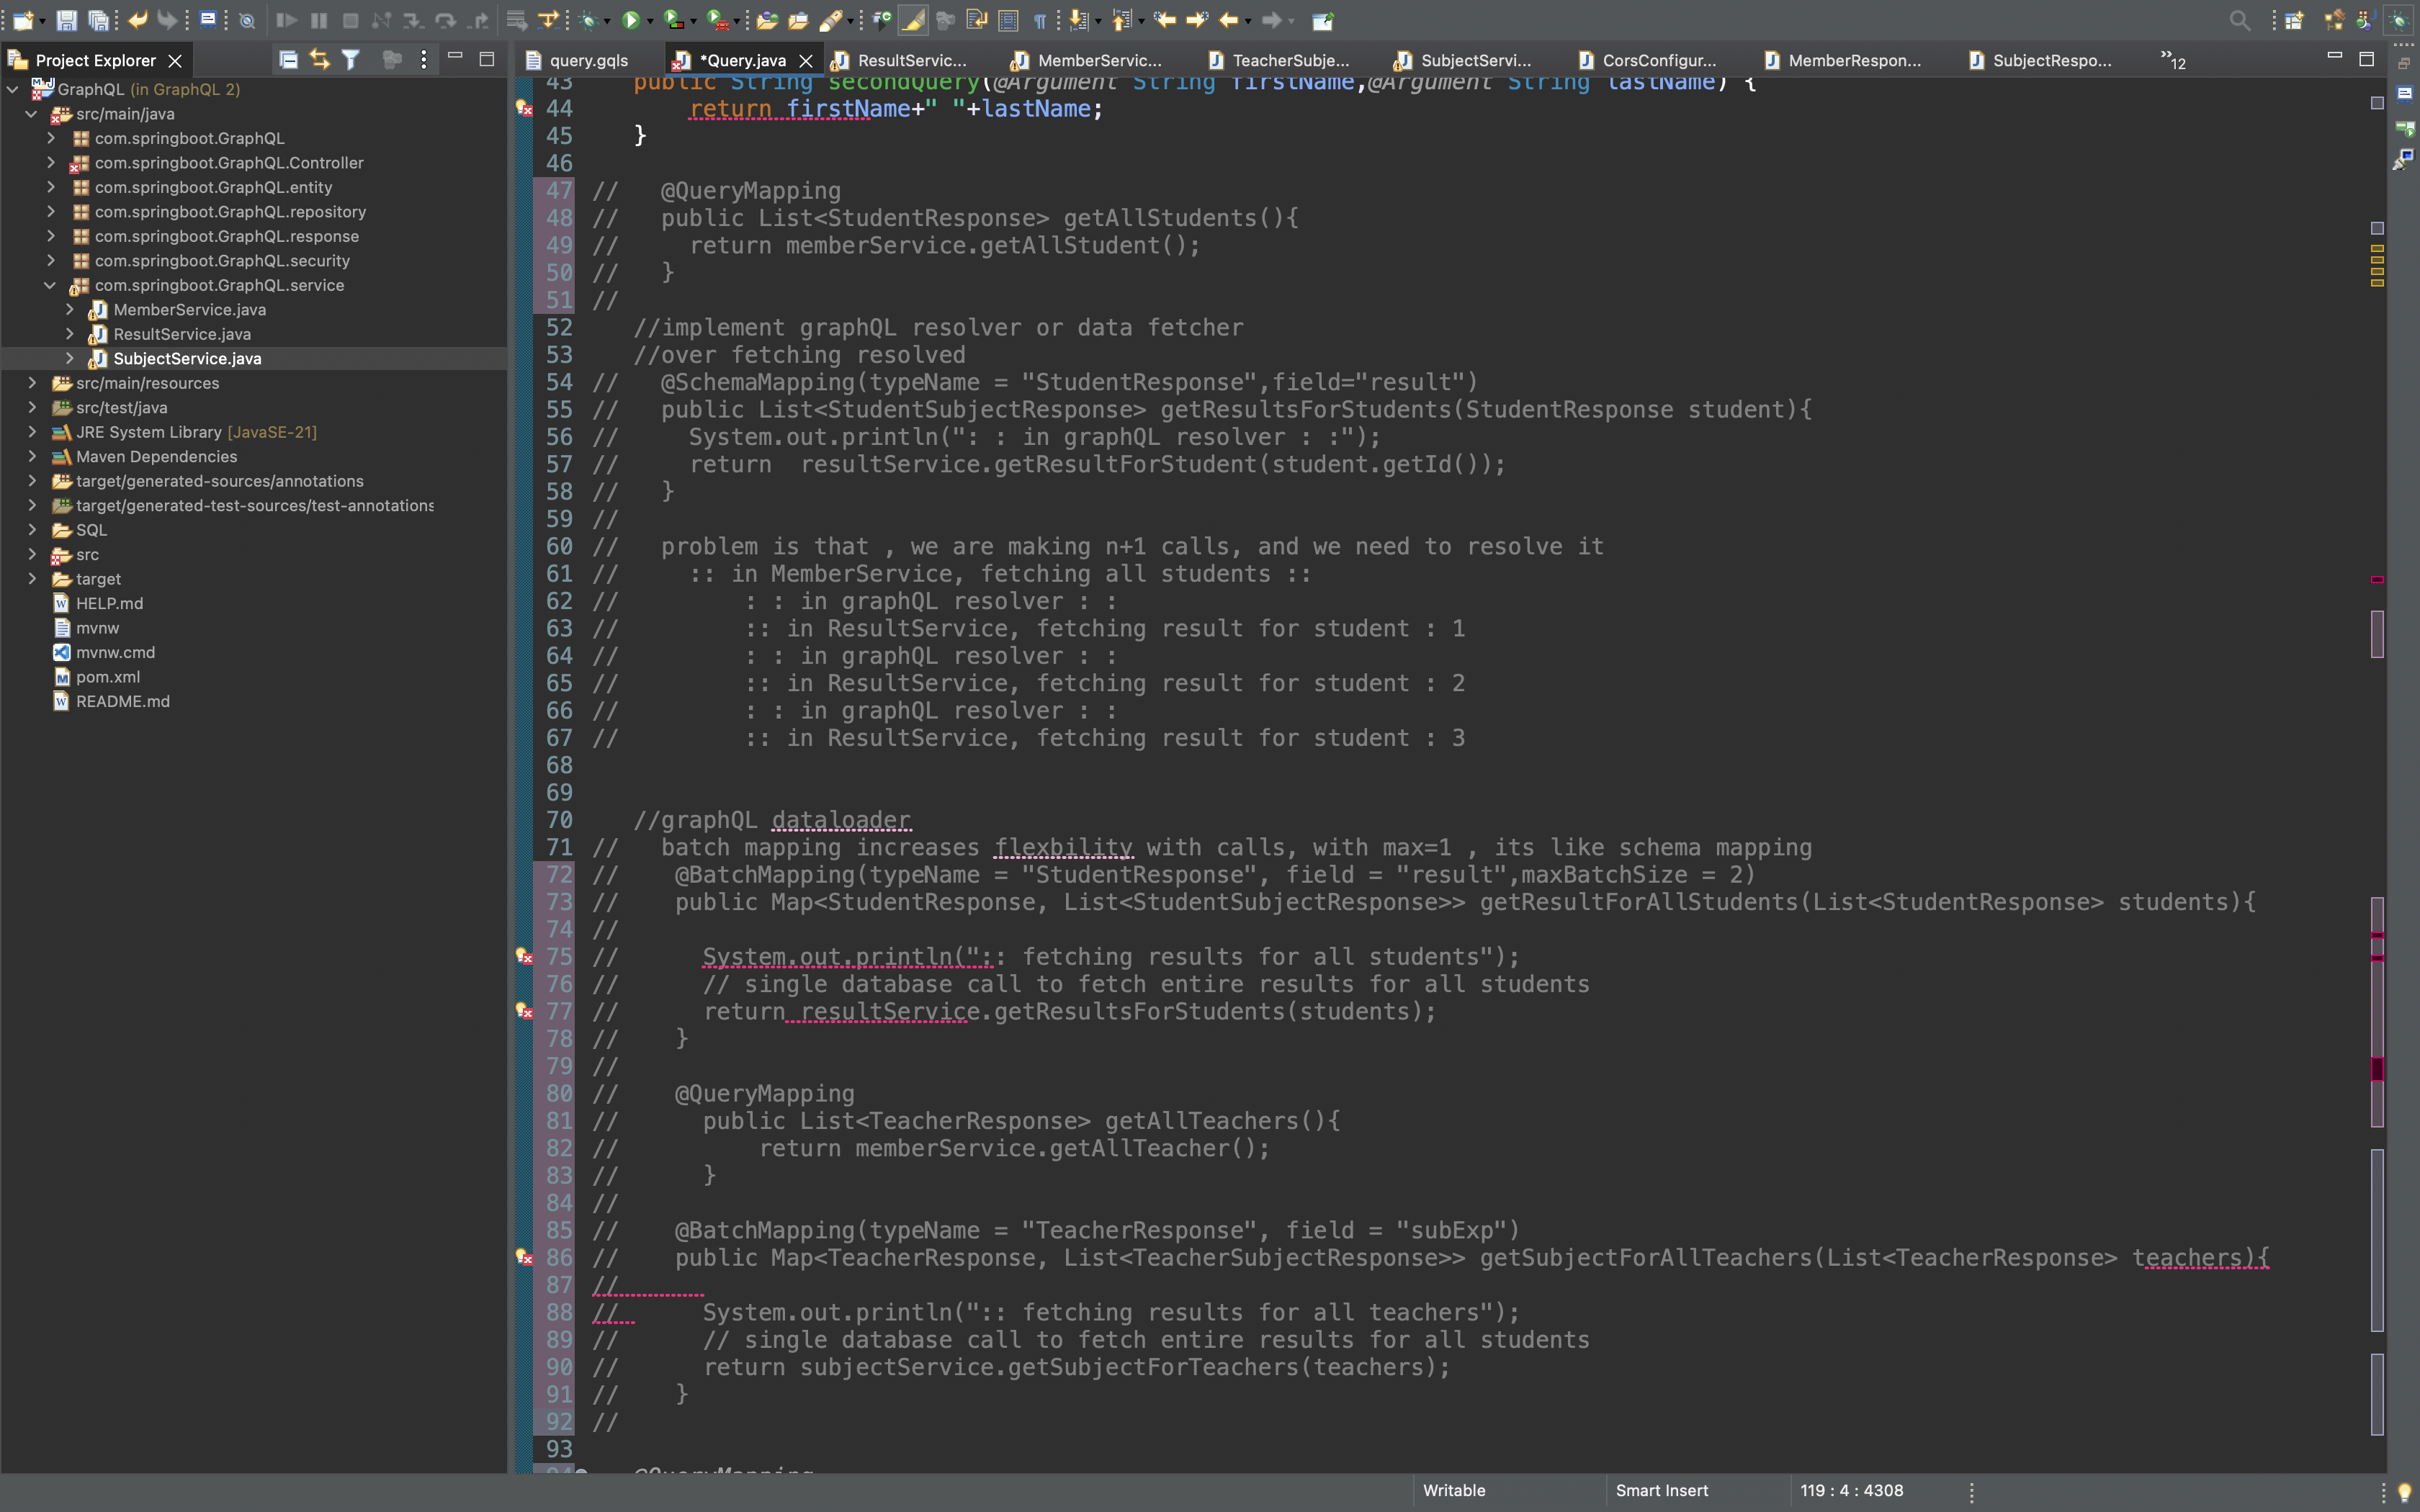 Project Explorer
query.gqls
*Query.java
ResultServic...
MemberServic...
TeacherSubje...
SubjectServi...
CorsConfigur...
MemberRespon...
SubjectRespo...
12
GraphQL (in GraphQL 2)
src/main/java
com.springboot.GraphQL
com.springboot.GraphQL.Controller
com.springboot.GraphQL.entity
com.springboot.GraphQL.repository
com.springboot.GraphQL.response
com.springboot.GraphQL.security
com.springboot.GraphQL.service
MemberService.java
ResultService.java
SubjectService.java
src/main/resources
src/test/java
JRE System Library [JavaSE-21]
Maven Dependencies
target/generated-sources/annotations
target/generated-test-sources/test-annotations
SQL
src
target
HELP.md
mvnw
mvnw.cmd
pom.xml
README.md
43 public String secondQuery(@Argument String firstName,@Argument String lastName) {
44 return firstName+" "+lastName;
45 }
46
47 // @QueryMapping
48 // public List<StudentResponse> getAllStudents(){
49 // return memberService.getAllStudent();
50 // }
51 //
52 //implement graphQL resolver or data fetcher
53 //over fetching resolved
54 // @SchemaMapping(typeName = "StudentResponse",field="result")
55 // public List<StudentSubjectResponse> getResultsForStudents(StudentResponse student){
56 // System.out.println(": : in graphQL resolver : :");
57 // return  resultService.getResultForStudent(student.getId());
58 // }
59 //
60 // problem is that , we are making n+1 calls, and we need to resolve it
61 // :: in MemberService, fetching all students ::
62 // : : in graphQL resolver : :
63 // :: in ResultService, fetching result for student : 1
64 // : : in graphQL resolver : :
65 // :: in ResultService, fetching result for student : 2
66 // : : in graphQL resolver : :
67 // :: in ResultService, fetching result for student : 3
68
69
70 //graphQL dataloader
71 // batch mapping increases flexbility with calls, with max=1 , its like schema mapping
72 // @BatchMapping(typeName = "StudentResponse", field = "result",maxBatchSize = 2)
73 // public Map<StudentResponse, List<StudentSubjectResponse>> getResultForAllStudents(List<StudentResponse> students){
74 //
75 // System.out.println(":: fetching results for all students");
76 // // single database call to fetch entire results for all students
77 // return resultService.getResultsForStudents(students);
78 // }
79 //
80 // @QueryMapping
81 // public List<TeacherResponse> getAllTeachers(){
82 // return memberService.getAllTeacher();
83 // }
84 //
85 // @BatchMapping(typeName = "TeacherResponse", field = "subExp")
86 // public Map<TeacherResponse, List<TeacherSubjectResponse>> getSubjectForAllTeachers(List<TeacherResponse> teachers){
87 //
88 // System.out.println(":: fetching results for all teachers");
89 // // single database call to fetch entire results for all students
90 // return subjectService.getSubjectForTeachers(teachers);
91 // }
92 //
93
94 @QueryMapping
Writable
Smart Insert
119 : 4 : 4308